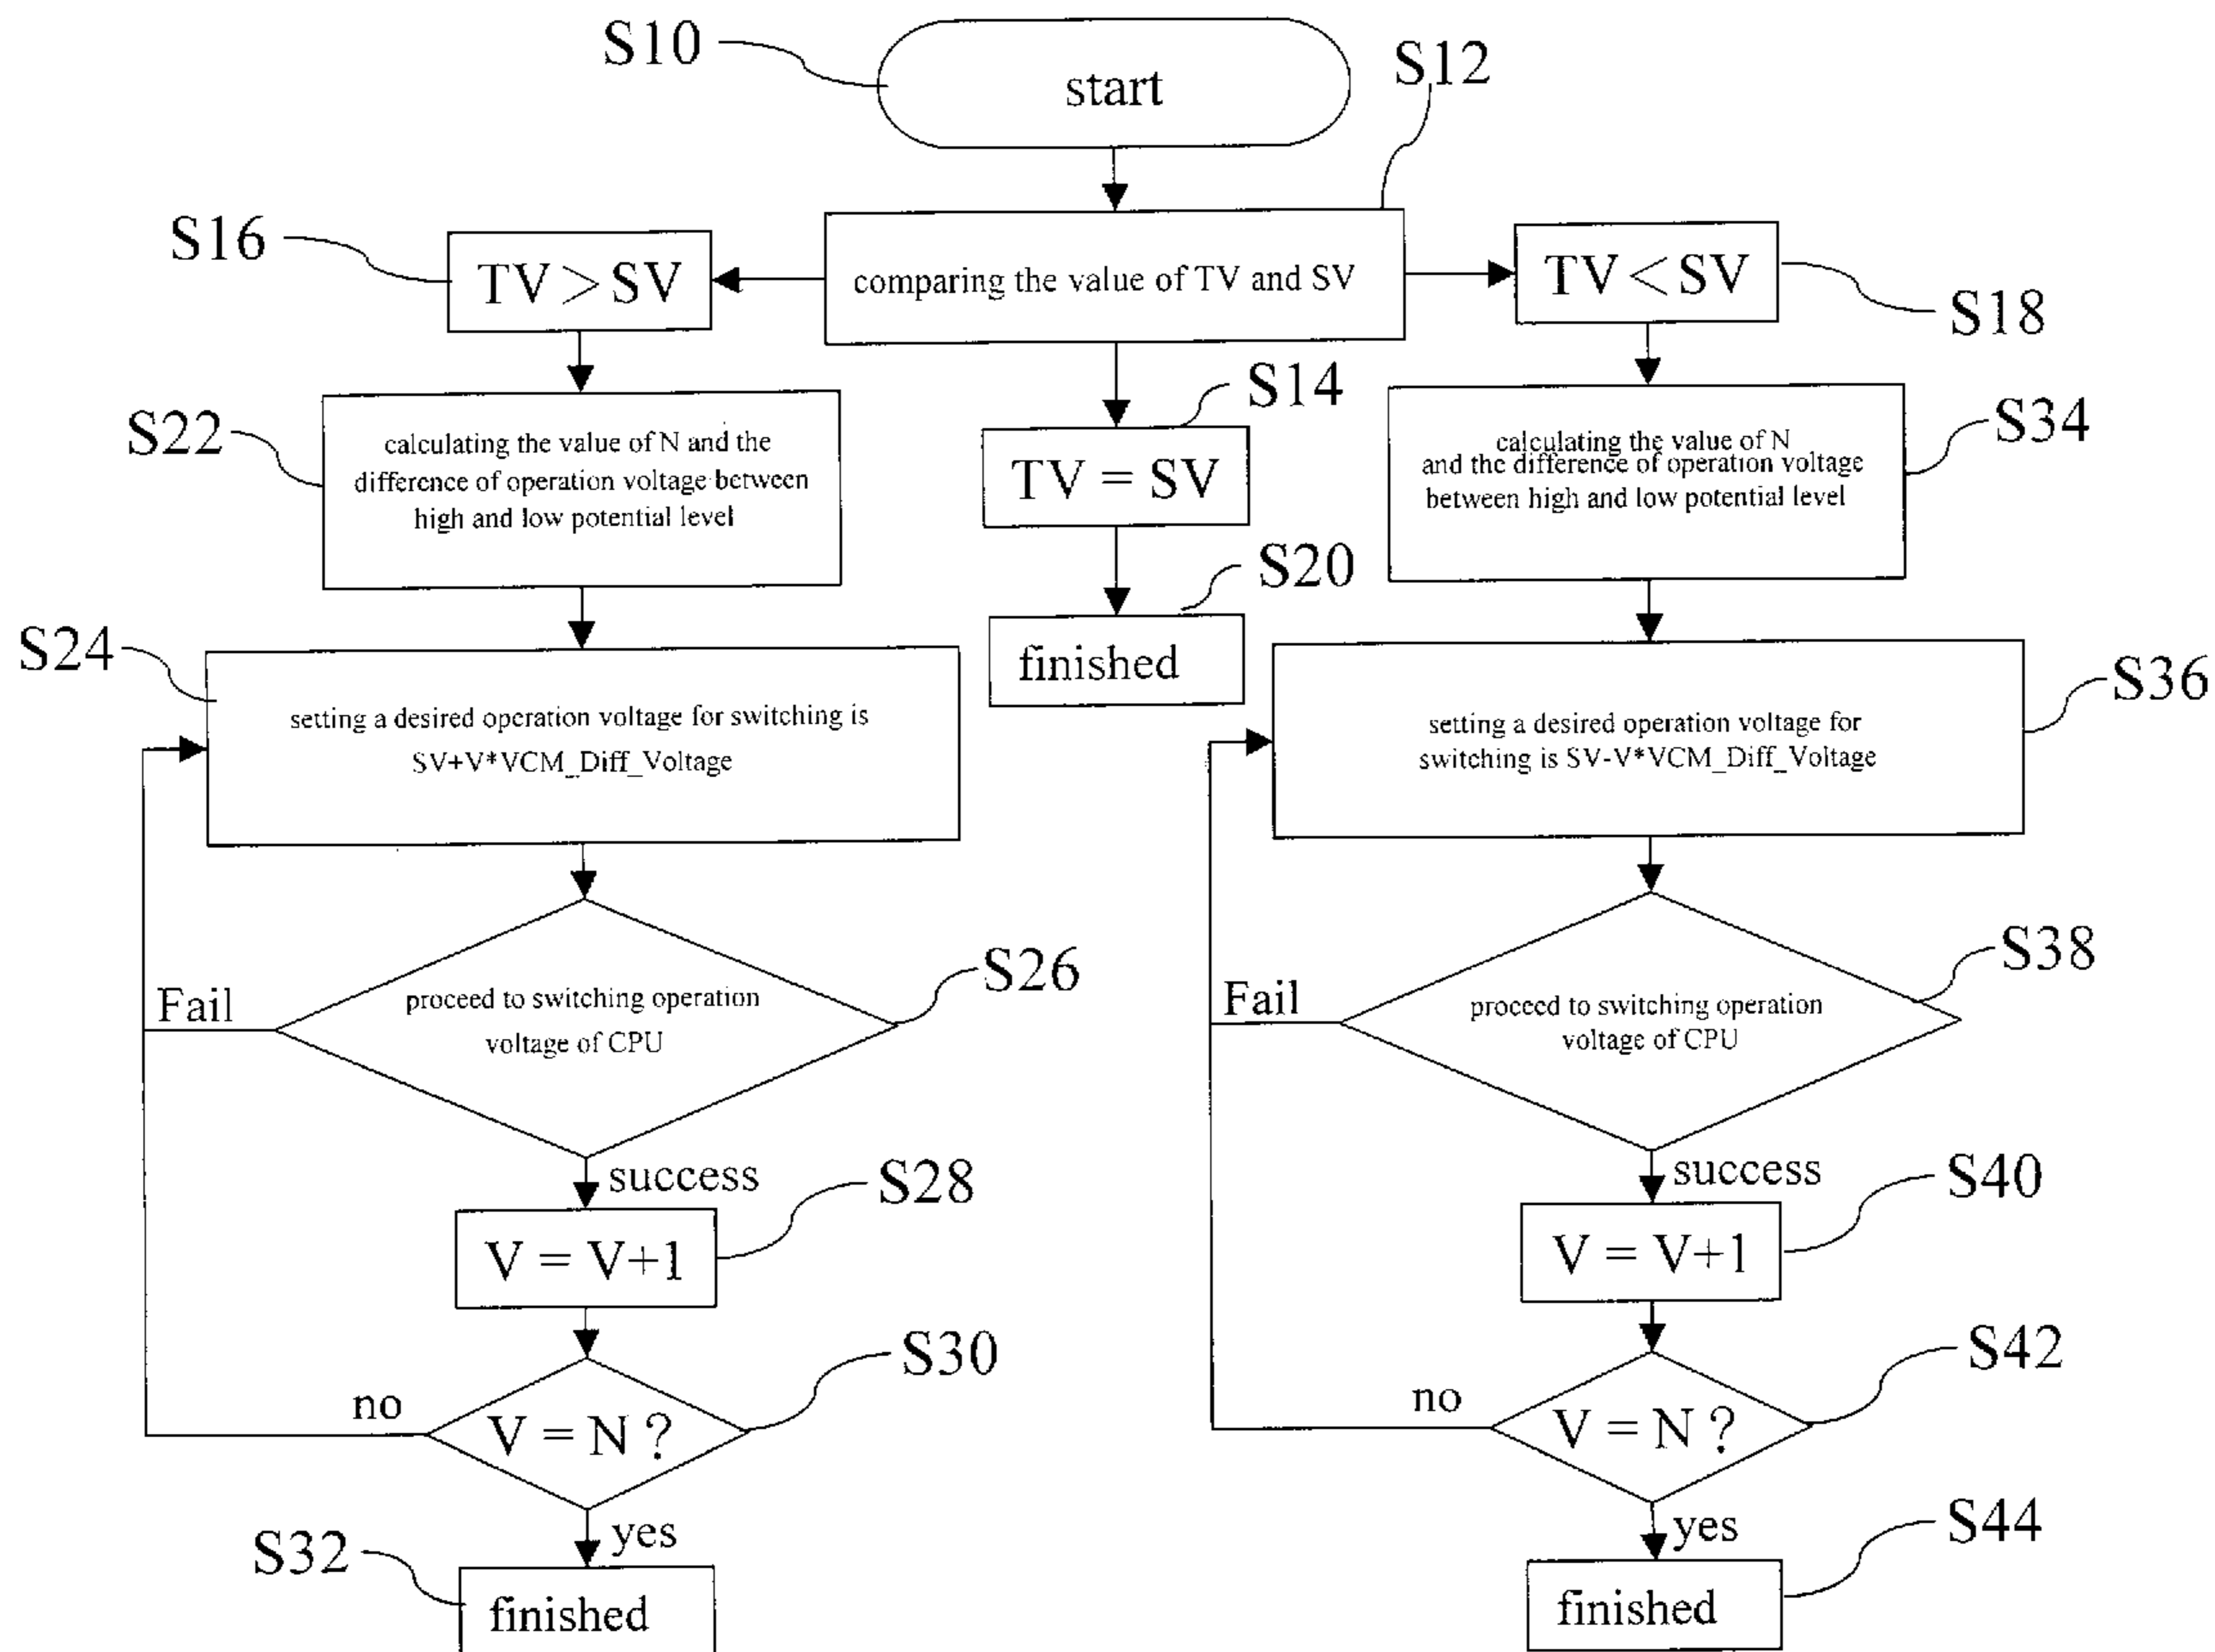 S10
start
S12
S16
TV > SV
comparing the value of TV and SV
TV < SV
S18
S22
calculating the value of N and the
difference of operation voltage between
high and low potential level
S14
TV = SV
S34
calculating the value of N
and the difference of operation voltage
between high and low potential level
S20
finished
S24
setting a desired operation voltage for switching is
SV+V*VCM_Diff_Voltage
S36
setting a desired operation voltage for
switching is SV-V*VCM_Diff_Voltage
S26
Fail
proceed to switching operation
voltage of CPU
S38
Fail
proceed to switching operation
voltage of CPU
success
S28
V = V+1
success
S40
V = V+1
S30
no
V = N ?
S42
no
V = N ?
yes
S32
finished
yes
S44
finished